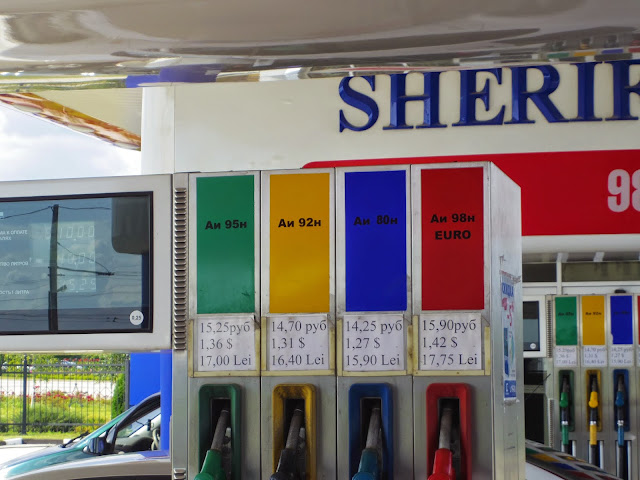 SHERIF
98
Аи 95н
Аи 92н
Аи 80н
Аи 98н
EURO
15,25руб
1,36 $
17,00 Lei
14,70 руб
1,31 $
16,40 Lei
14,25 руб
1,27 $
15,90 Lei
15,90руб
1,42 $
17,75 Lei